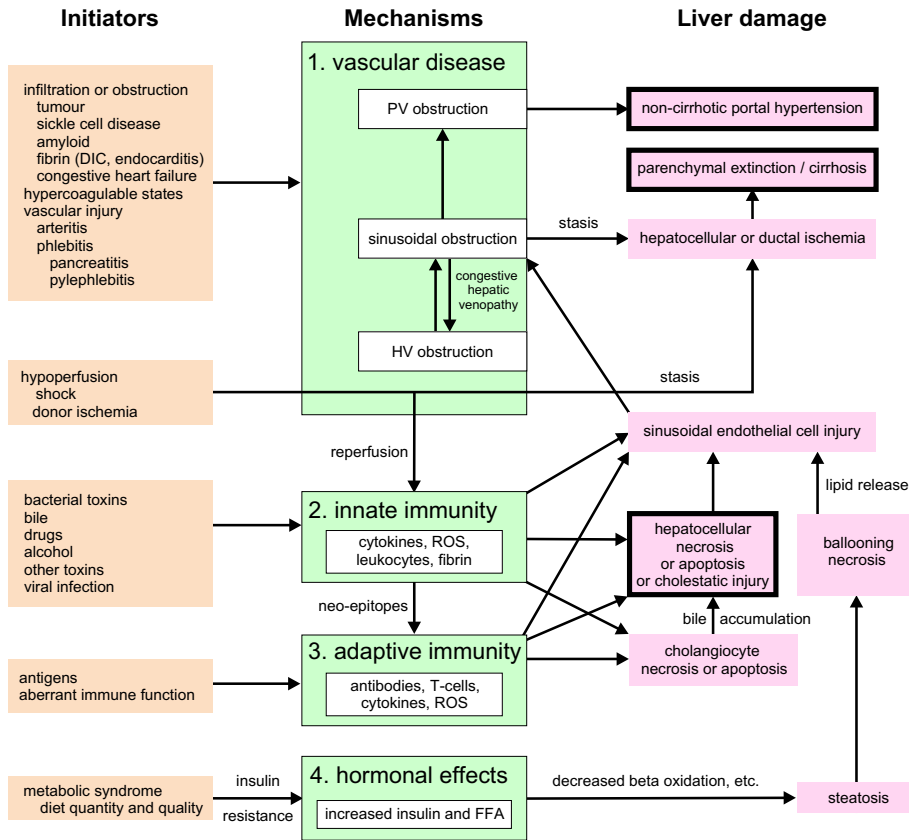 Initiators
Mechanisms
Liver damage
infiltration or obstruction
tumour
sickle cell disease
amyloid
fibrin (DIC, endocarditis)
congestive heart failure
hypercoagulable states
vascular injury
arteritis
phlebitis
pancreatitis
pylephlebitis
1. vascular disease
PV obstruction
sinusoidal obstruction
congestive
hepatic
venopathy
HV obstruction
non-cirrhotic portal hypertension
parenchymal extinction / cirrhosis
stasis
hepatocellular or ductal ischemia
hypoperfusion
shock
donor ischemia
stasis
reperfusion
sinusoidal endothelial cell injury
lipid release
bacterial toxins
bile
drugs
alcohol
other toxins
viral infection
2. innate immunity
cytokines, ROS,
leukocytes, fibrin
hepatocellular
necrosis
or apoptosis
or cholestatic injury
ballooning
necrosis
neo-epitopes
bile accumulation
antigens
aberrant immune function
3. adaptive immunity
antibodies, T-cells,
cytokines, ROS
cholangiocyte
necrosis or apoptosis
metabolic syndrome
diet quantity and quality
insulin
resistance
4. hormonal effects
increased insulin and FFA
decreased beta oxidation, etc.
steatosis